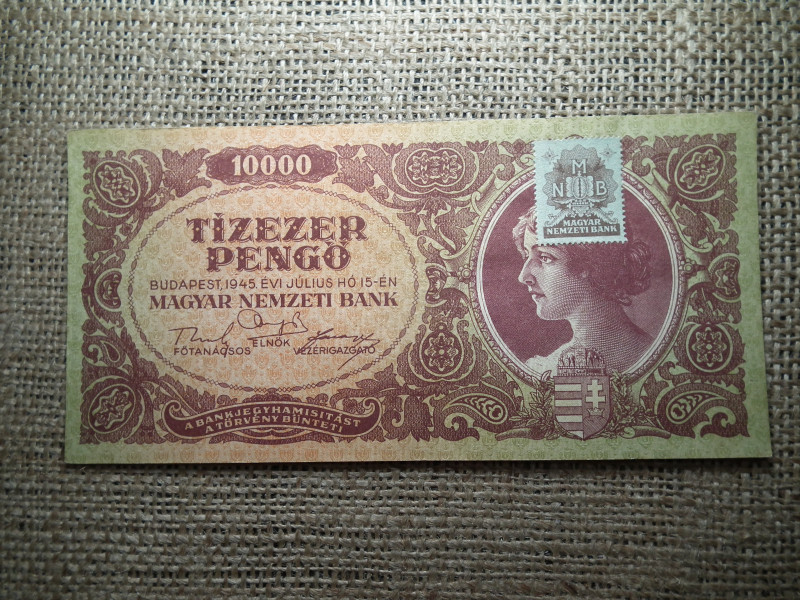 10000
TÍZEZER
PENGŐ
BUDAPEST, 1945. ÉVI JÚLIUS HÓ 15-ÉN
MAGYAR NEMZETI BANK
FŐTANÁCSOS
ELNÖK
VEZÉRIGAZGATÓ
A BANKJEGYHAMISÍTÁST
A TÖRVÉNY BÜNTETI
M
N B
MAGYAR
NEMZETI BANK